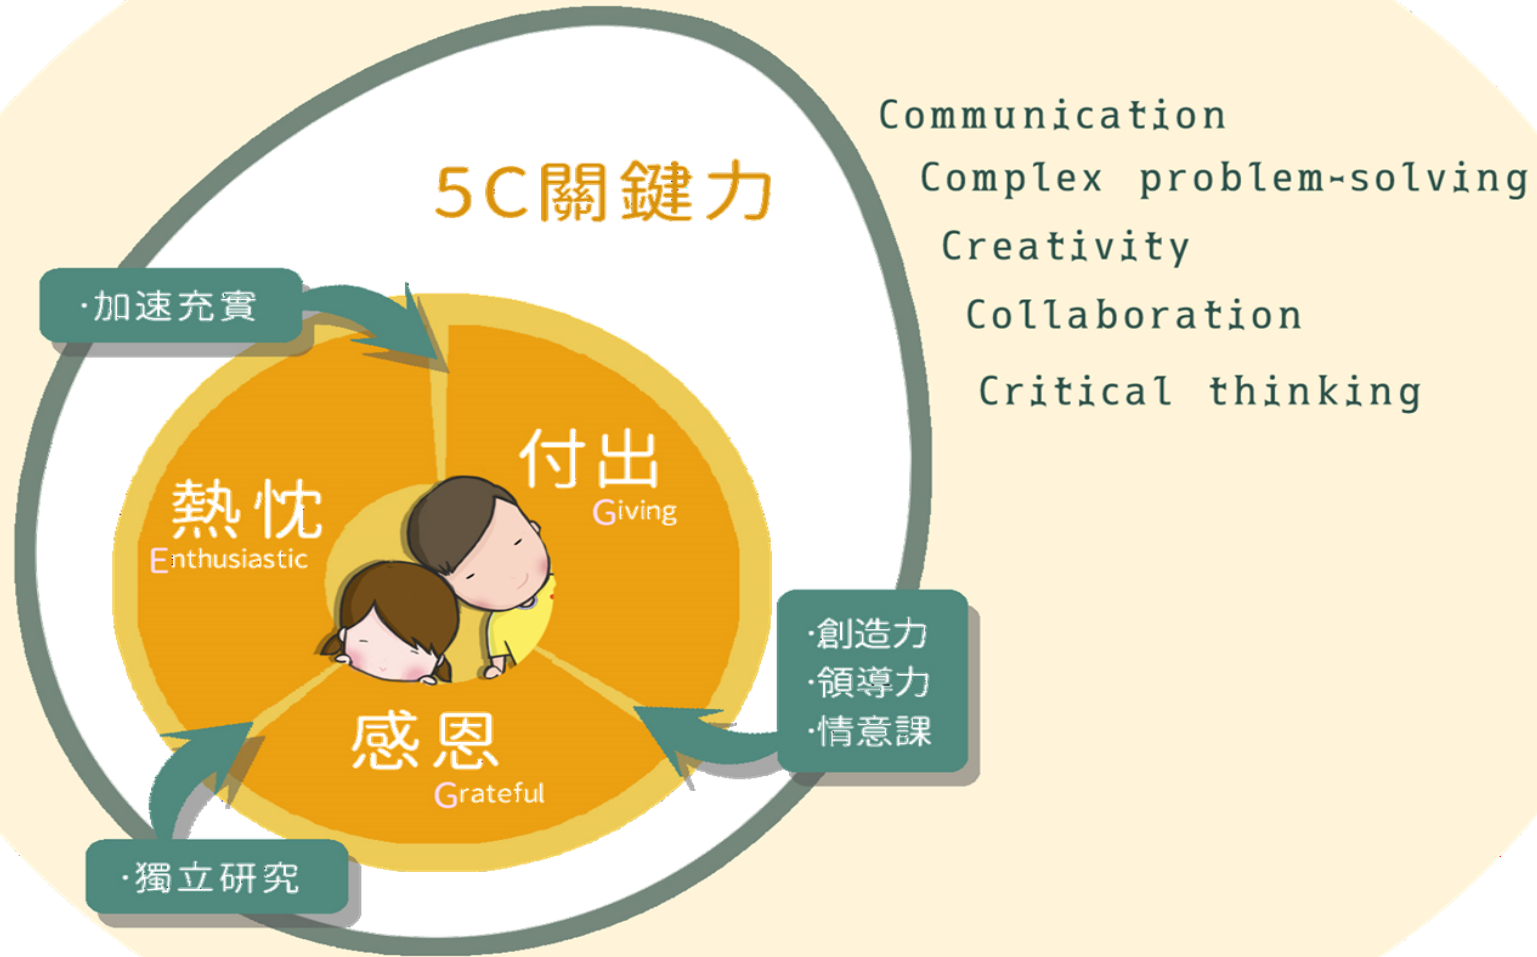 Communication
Complex problem-solving
Creativity
Collaboration
Critical thinking
5C關鍵力
·加速充實
付出
Giving
熱忱
Enthusiastic
感恩
Grateful
·創造力
·領導力
·情意課
·獨立研究